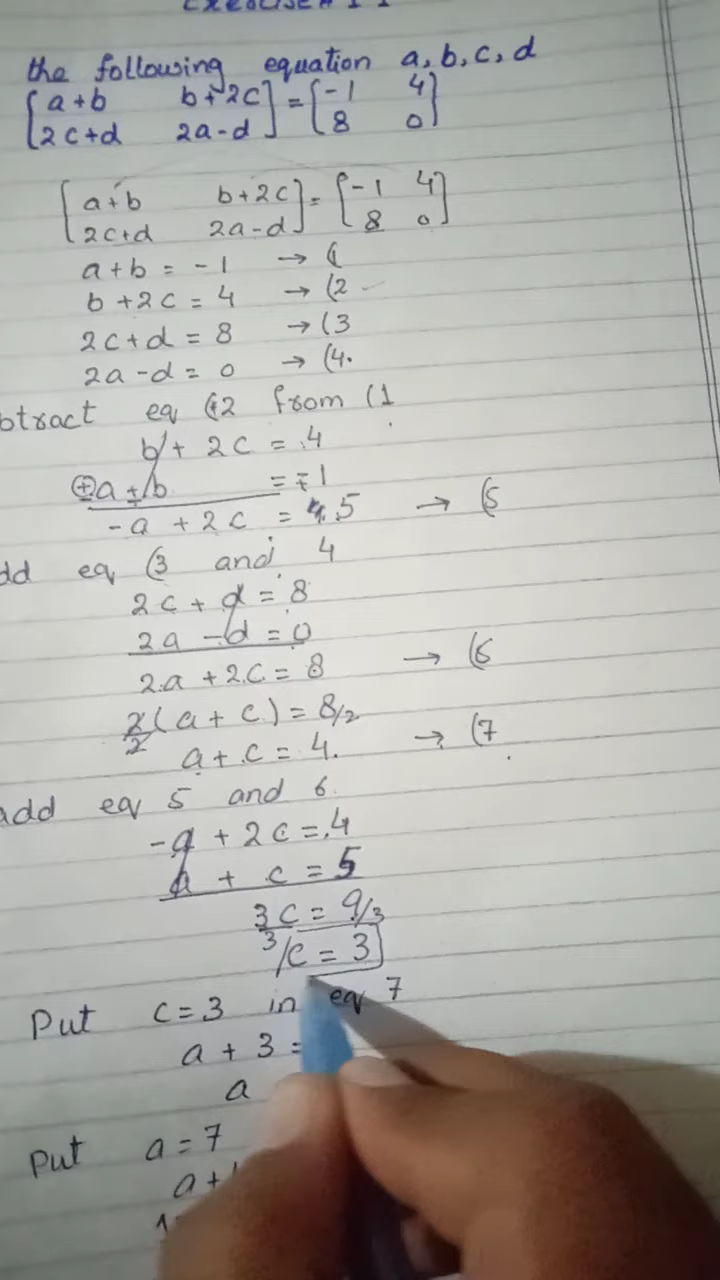 the following equation a, b, c, d
[a+b b+2c] = [-1 4]
[2c+d 2a-d] [8 0]
[a+b b+2c] = [-1 4]
[2c+d 2a-d] [8 0]
a+b = -1 → (1
b+2c = 4 → (2
2c+d = 8 → (3
2a-d = 0 → (4.
btract eq (2 from (1
b + 2c = 4
±a ± b = ∓1
-a + 2c = 5 → (5
dd eq (3 and 4
2c + d = 8
2a - d = 0
2a + 2c = 8 → (6
2/2 (a + c) = 8/2
a + c = 4. → (7
add eq 5 and 6.
-a + 2c = 4
a + c = 5
3c = 9/3
3/c = 3
Put c=3 in eq 7
a + 3 =
a
Put a = 7
a +